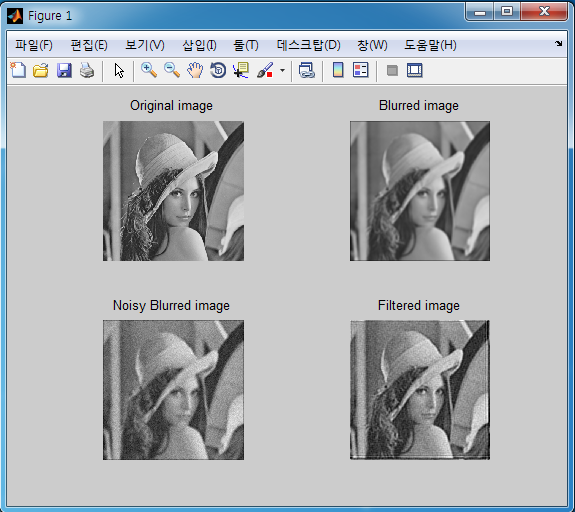 Figure 1
파일(F) 편집(E) 보기(V) 삽입(I) 툴(T) 데스크탑(D) 창(W) 도움말(H)
Original image Blurred image
Noisy Blurred image Filtered image